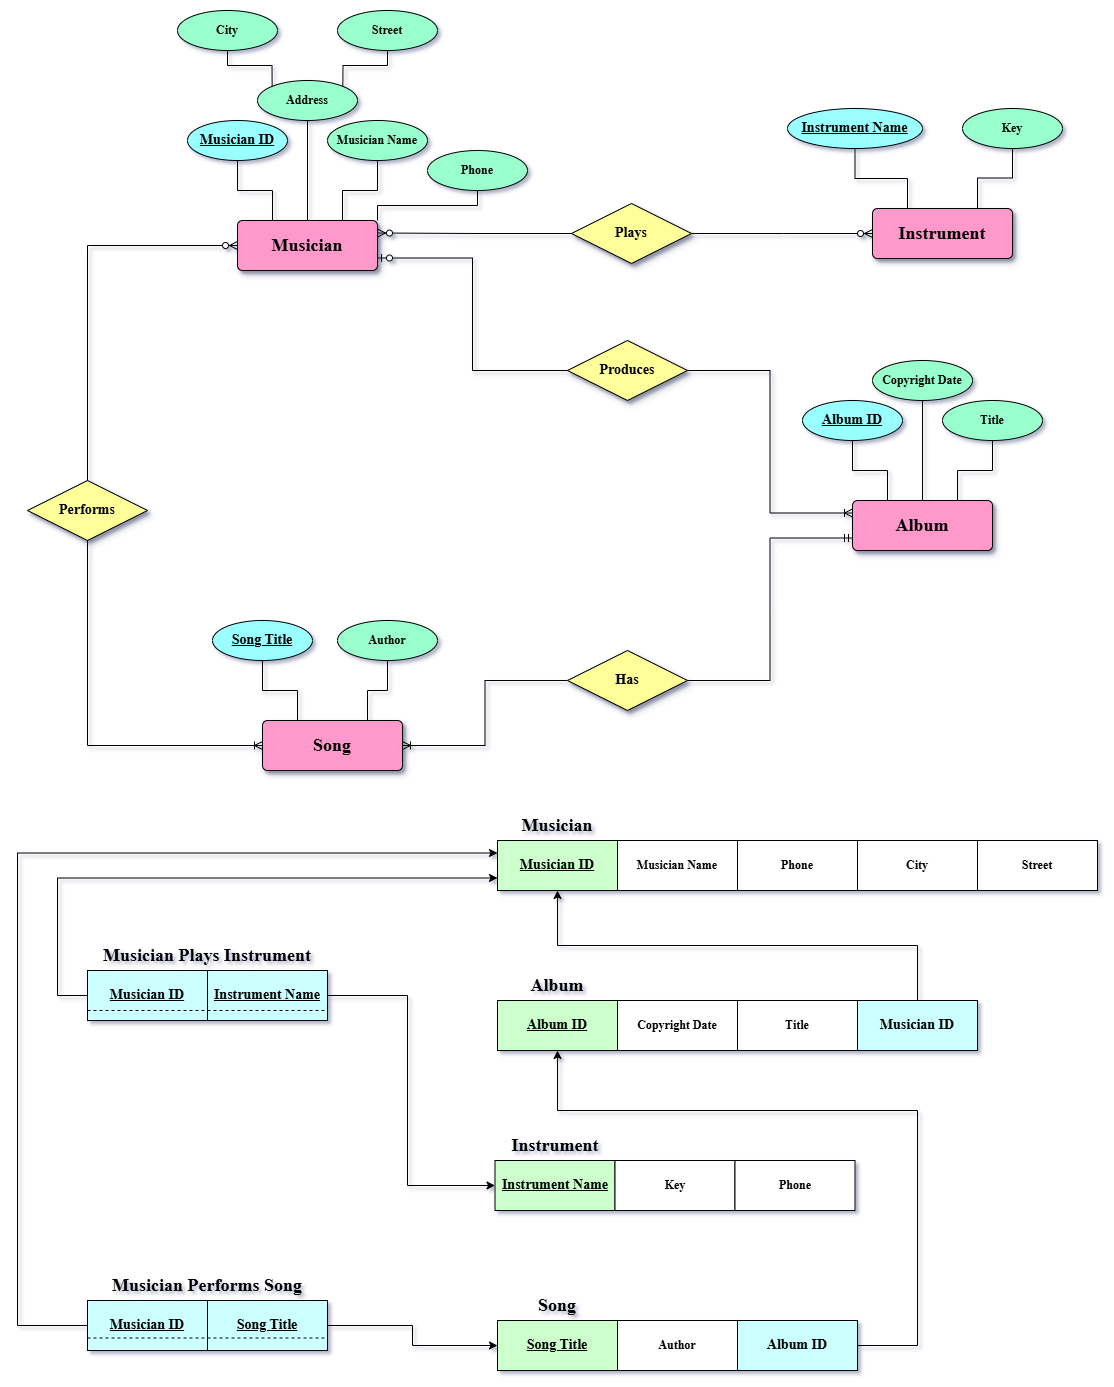 City
Street
Address
Musician ID
Musician Name
Phone
Instrument Name
Key
Musician
Plays
Instrument
Produces
Copyright Date
Album ID
Title
Performs
Album
Song Title
Author
Has
Song
Musician
Musician ID
Musician Name
Phone
City
Street
Musician Plays Instrument
Musician ID
Instrument Name
Album
Album ID
Copyright Date
Title
Musician ID
Instrument
Instrument Name
Key
Phone
Musician Performs Song
Musician ID
Song Title
Song
Song Title
Author
Album ID